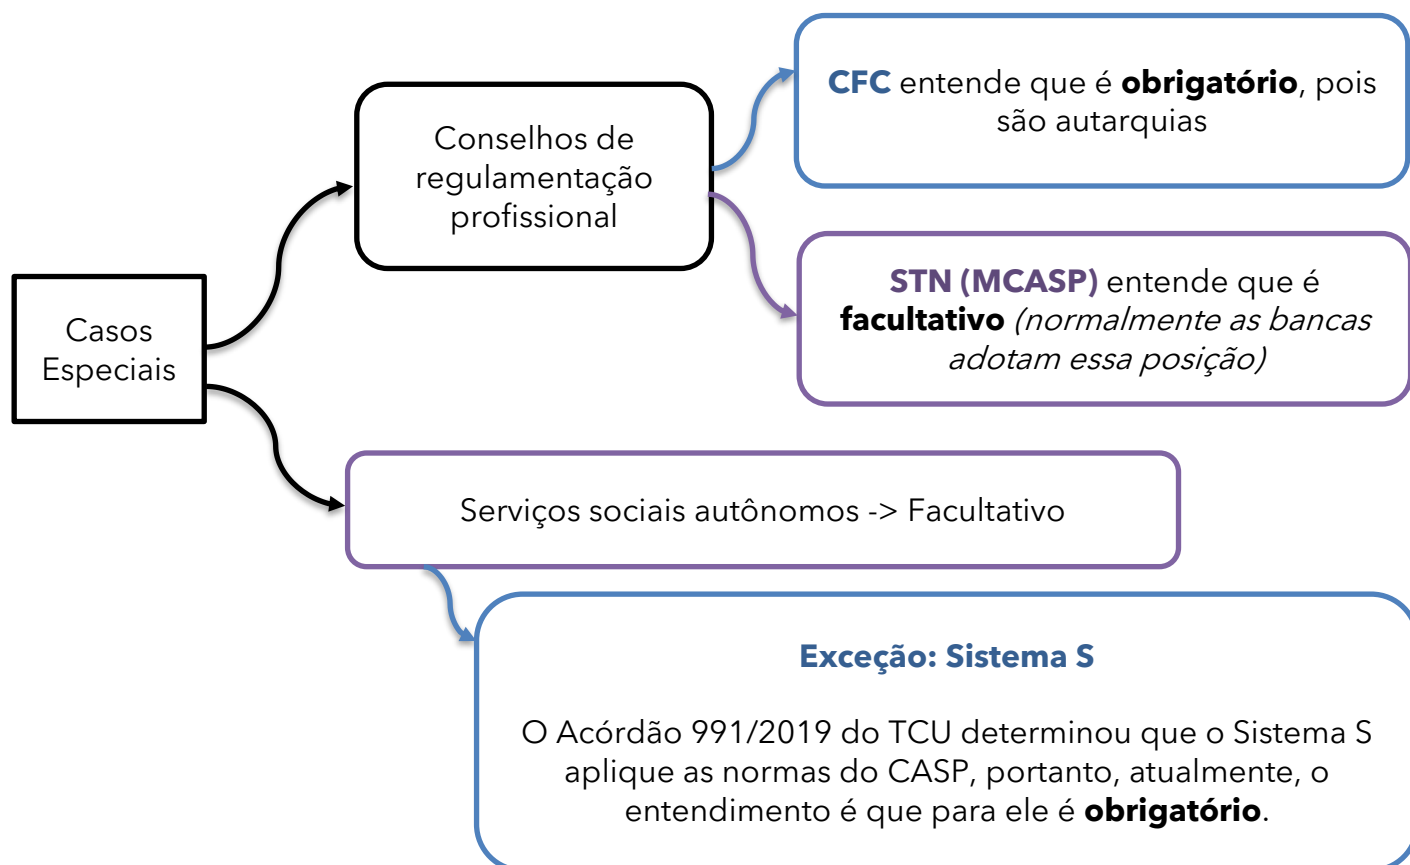 CFC entende que é obrigatório, pois
são autarquias
Conselhos de
regulamentação
profissional
STN (MCASP) entende que é
facultativo (normalmente as bancas
adotam essa posição)
Casos
Especiais
Serviços sociais autônomos -> Facultativo
Exceção: Sistema S
O Acórdão 991/2019 do TCU determinou que o Sistema S
aplique as normas do CASP, portanto, atualmente, o
entendimento é que para ele é obrigatório.